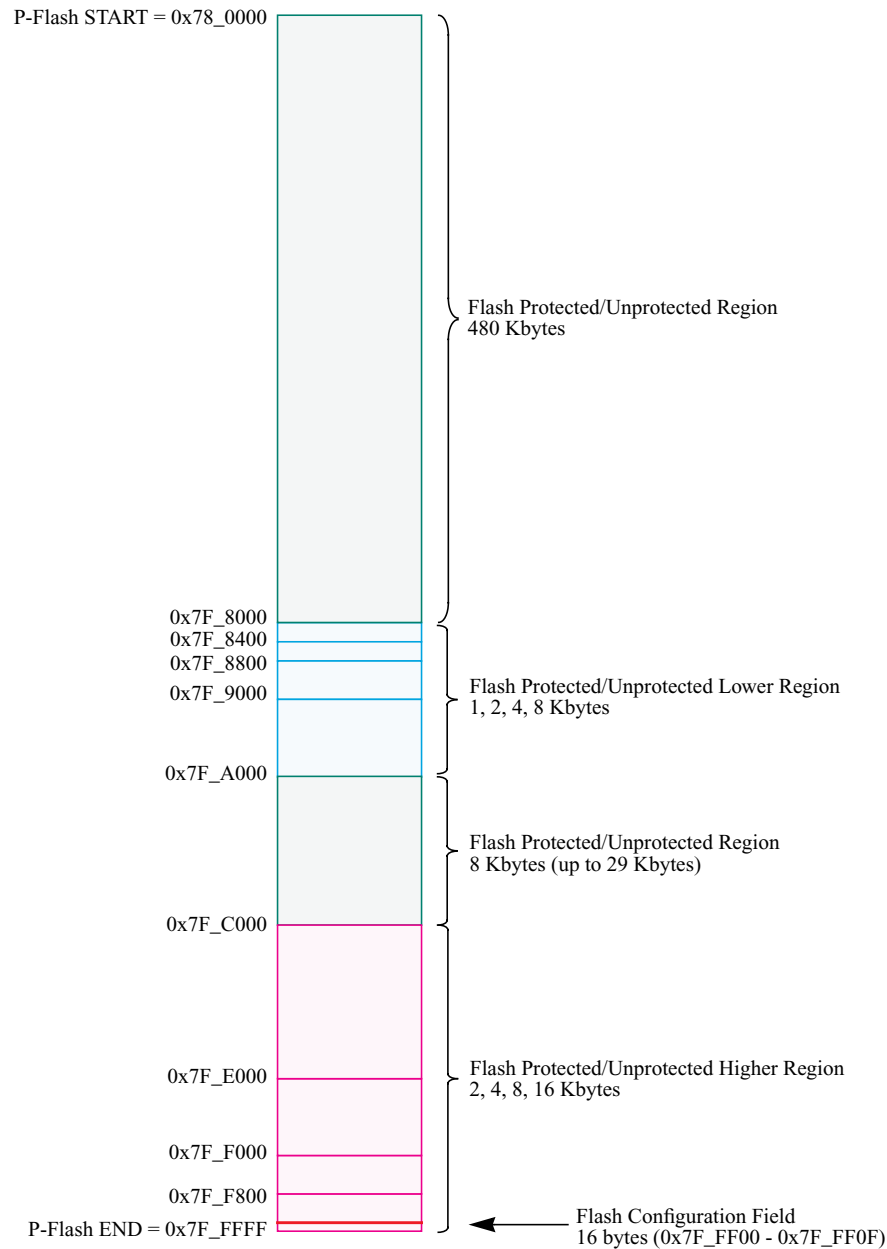 P-Flash START = 0x78_0000
Flash Protected/Unprotected Region
480 Kbytes
0x7F_8000
0x7F_8400
0x7F_8800
0x7F_9000
Flash Protected/Unprotected Lower Region
1, 2, 4, 8 Kbytes
0x7F_A000
Flash Protected/Unprotected Region
8 Kbytes (up to 29 Kbytes)
0x7F_C000
Flash Protected/Unprotected Higher Region
2, 4, 8, 16 Kbytes
0x7F_E000
0x7F_F000
0x7F_F800
P-Flash END = 0x7F_FFFF
Flash Configuration Field
16 bytes (0x7F_FF00 - 0x7F_FF0F)